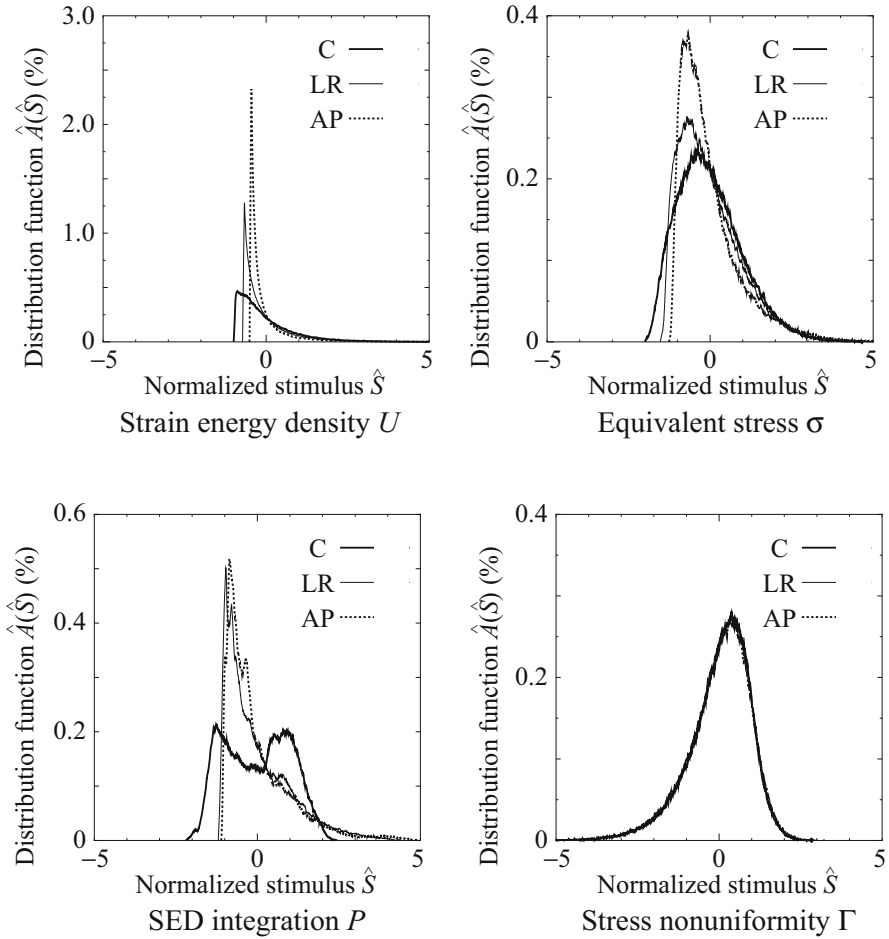 Distribution function Â(Ŝ) (%)
3.0
2.0
1.0
0
C
LR
AP
−5
0
5
Normalized stimulus Ŝ
Strain energy density U
Distribution function Â(Ŝ) (%)
0.4
0.2
0
C
LR
AP
−5
0
5
Normalized stimulus Ŝ
Equivalent stress σ
Distribution function Â(Ŝ) (%)
0.6
0.4
0.2
0
C
LR
AP
−5
0
5
Normalized stimulus Ŝ
SED integration P
Distribution function Â(Ŝ) (%)
0.4
0.2
0
C
LR
AP
−5
0
5
Normalized stimulus Ŝ
Stress nonuniformity Γ